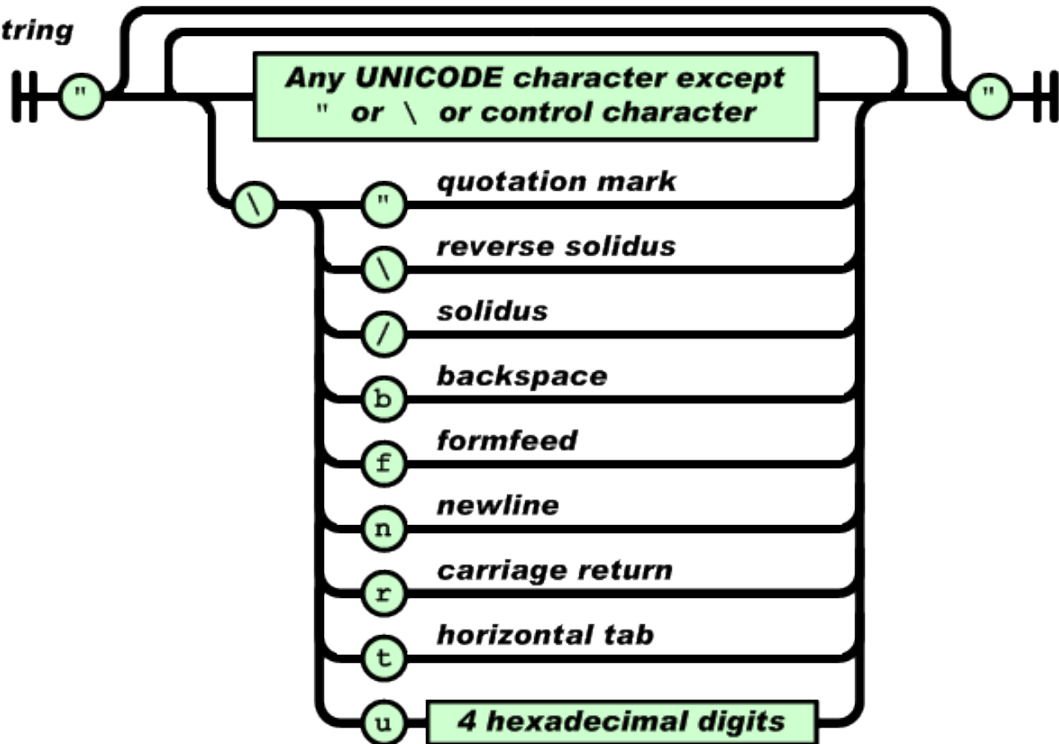 tring
"
Any UNICODE character except
" or \ or control character
"
\
" quotation mark
\ reverse solidus
/ solidus
b backspace
f formfeed
n newline
r carriage return
t horizontal tab
u 4 hexadecimal digits